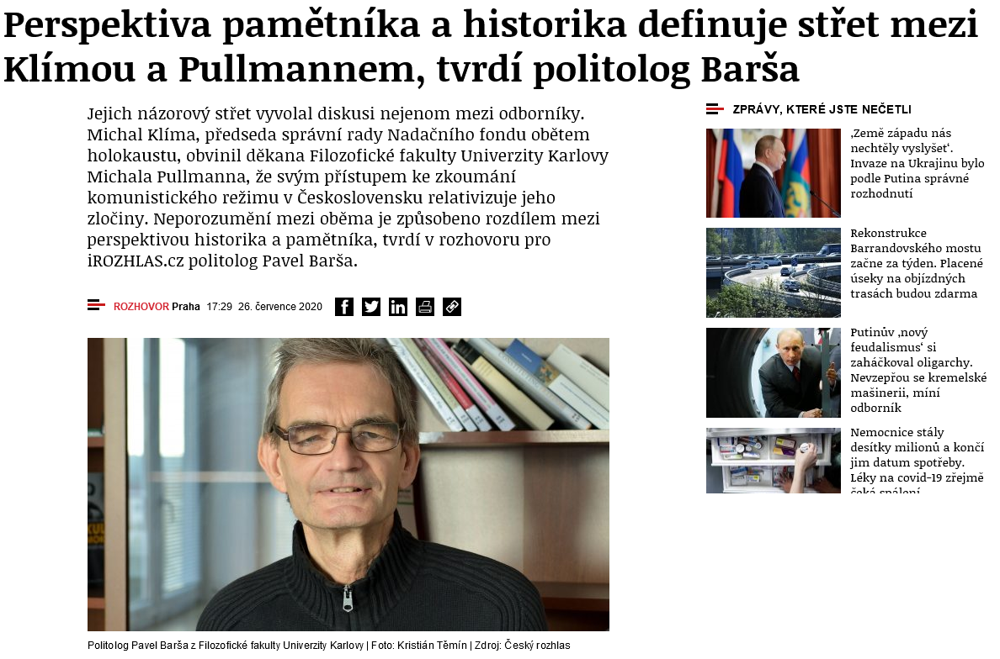 Perspektiva pamětníka a historika definuje střet mezi
Klímou a Pullmannem, tvrdí politolog Barša
Jejich názorový střet vyvolal diskusi nejenom mezi odborníky.
Michal Klíma, předseda správní rady Nadačního fondu obětem
holokaustu, obvinil děkana Filozofické fakulty Univerzity Karlovy
Michala Pullmanna, že svým přístupem ke zkoumání
komunistického režimu v Československu relativizuje jeho
zločiny. Neporozumění mezi oběma je způsobeno rozdílem mezi
perspektivou historika a pamětníka, tvrdí v rozhovoru pro
iROZHLAS.cz politolog Pavel Barša.
ROZHOVOR Praha 17:29 26. července 2020
Politolog Pavel Barša z Filozofické fakulty Univerzity Karlovy | Foto: Kristián Těmín | Zdroj: Český rozhlas
ZPRÁVY, KTERÉ JSTE NEČETLI
‚Země západu nás
nechtěly vyslyšet‘.
Invaze na Ukrajinu bylo
podle Putina správné
rozhodnutí
Rekonstrukce
Barrandovského mostu
začne za týden. Placené
úseky na objízdných
trasách budou zdarma
Putinův ‚nový
feudalismus‘ si
zaháčkoval oligarchy.
Nevzepřou se kremelské
mašinerii, míní
odborník
Nemocnice stály
desítky milionů a končí
jim datum spotřeby.
Léky na covid-19 zřejmě
čeká spálení